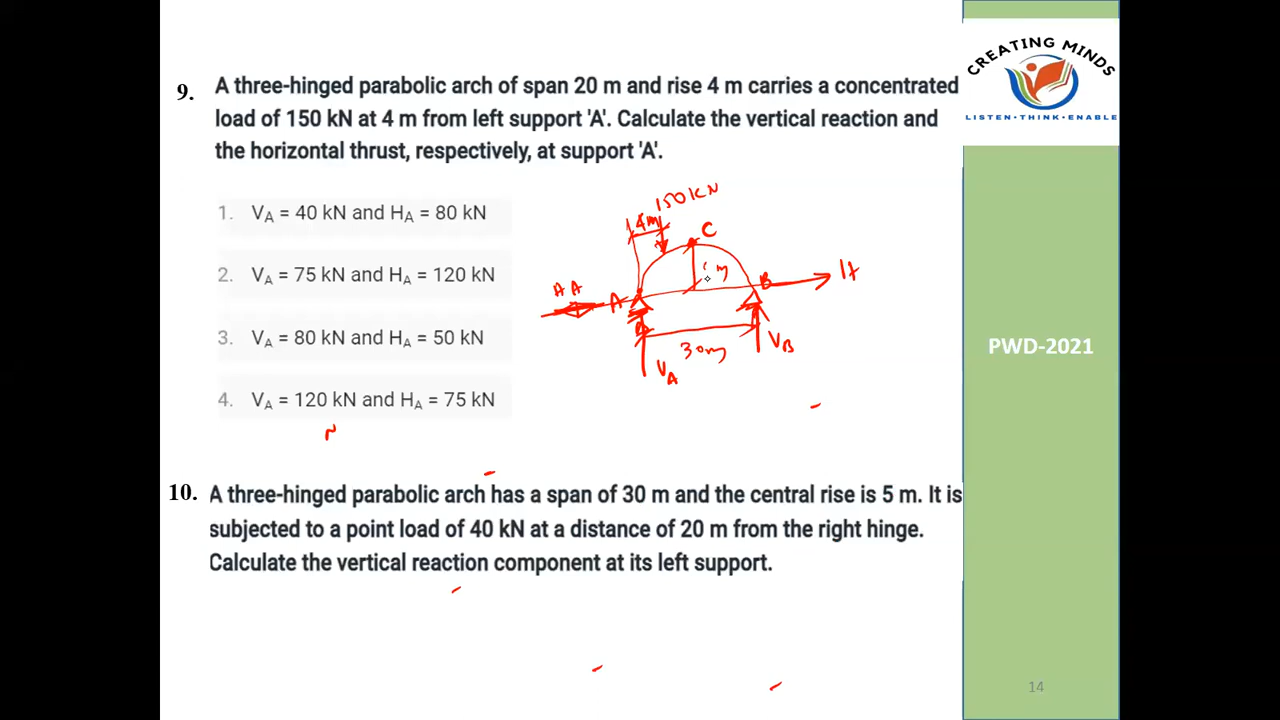 CREATING MINDS
LISTEN·THINK·ENABLE
9. A three-hinged parabolic arch of span 20 m and rise 4 m carries a concentrated
load of 150 kN at 4 m from left support 'A'. Calculate the vertical reaction and
the horizontal thrust, respectively, at support 'A'.
1. VA = 40 kN and HA = 80 kN
2. VA = 75 kN and HA = 120 kN
3. VA = 80 kN and HA = 50 kN
4. VA = 120 kN and HA = 75 kN
150 kN
4m
C
m
A
B
H
30m
VA
VB
PWD-2021
10. A three-hinged parabolic arch has a span of 30 m and the central rise is 5 m. It is
subjected to a point load of 40 kN at a distance of 20 m from the right hinge.
Calculate the vertical reaction component at its left support.
14